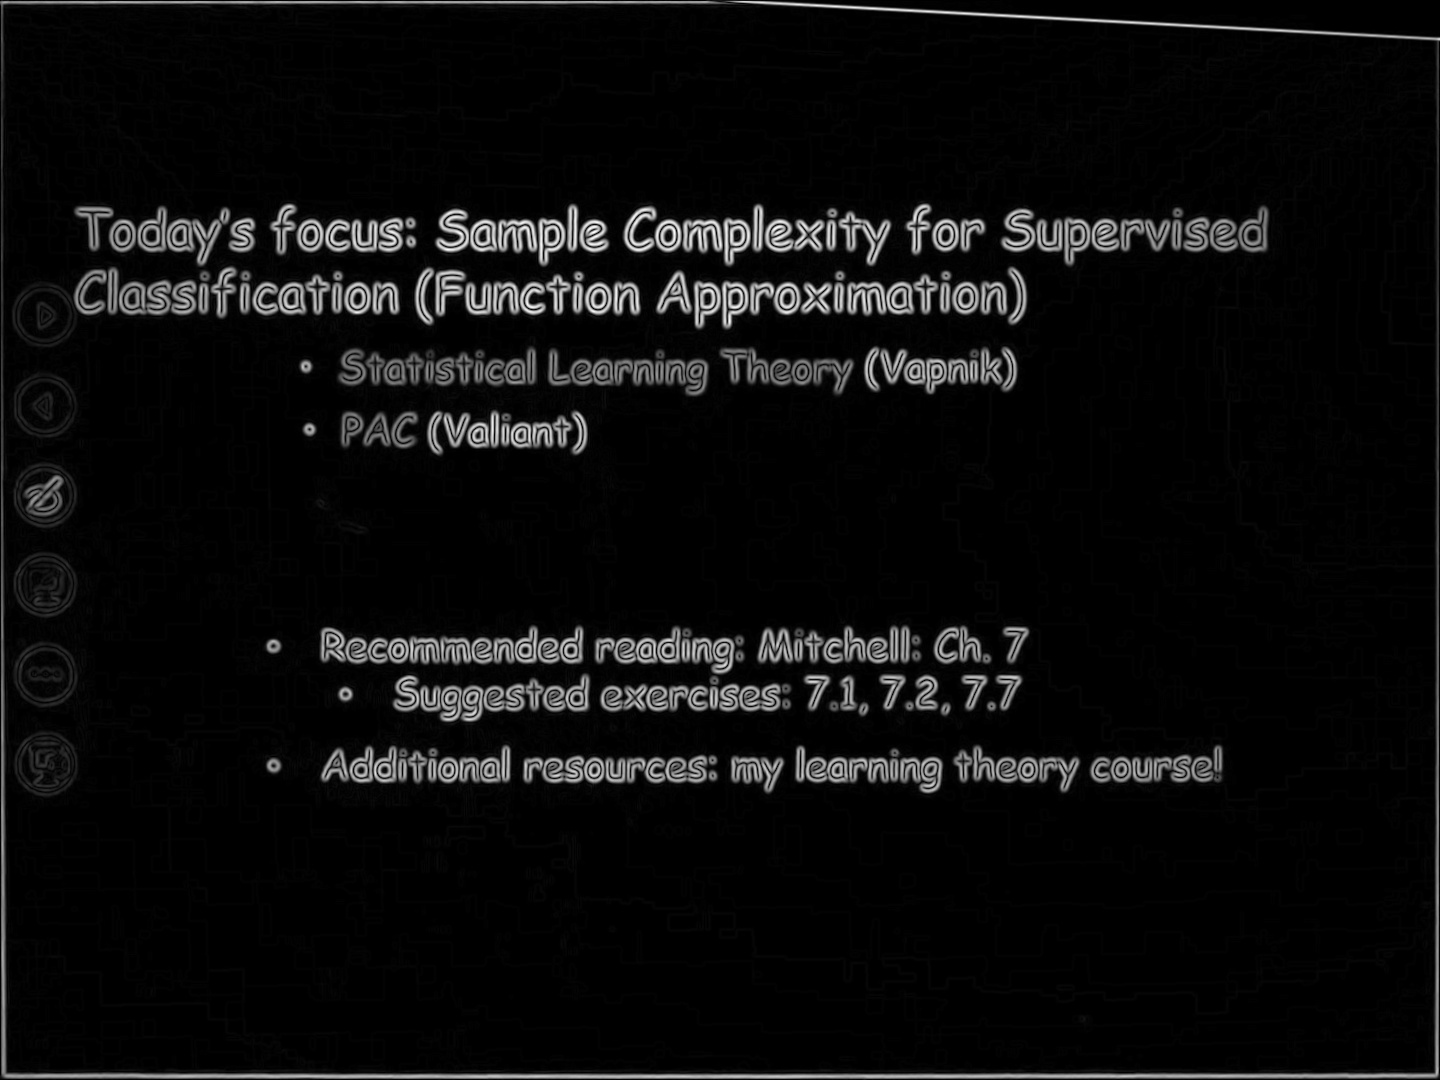 Today's focus: Sample Complexity for Supervised
Classification (Function Approximation)
• Statistical Learning Theory (Vapnik)
• PAC (Valiant)
• Recommended reading: Mitchell: Ch. 7
• Suggested exercises: 7.1, 7.2, 7.7
• Additional resources: my learning theory course!